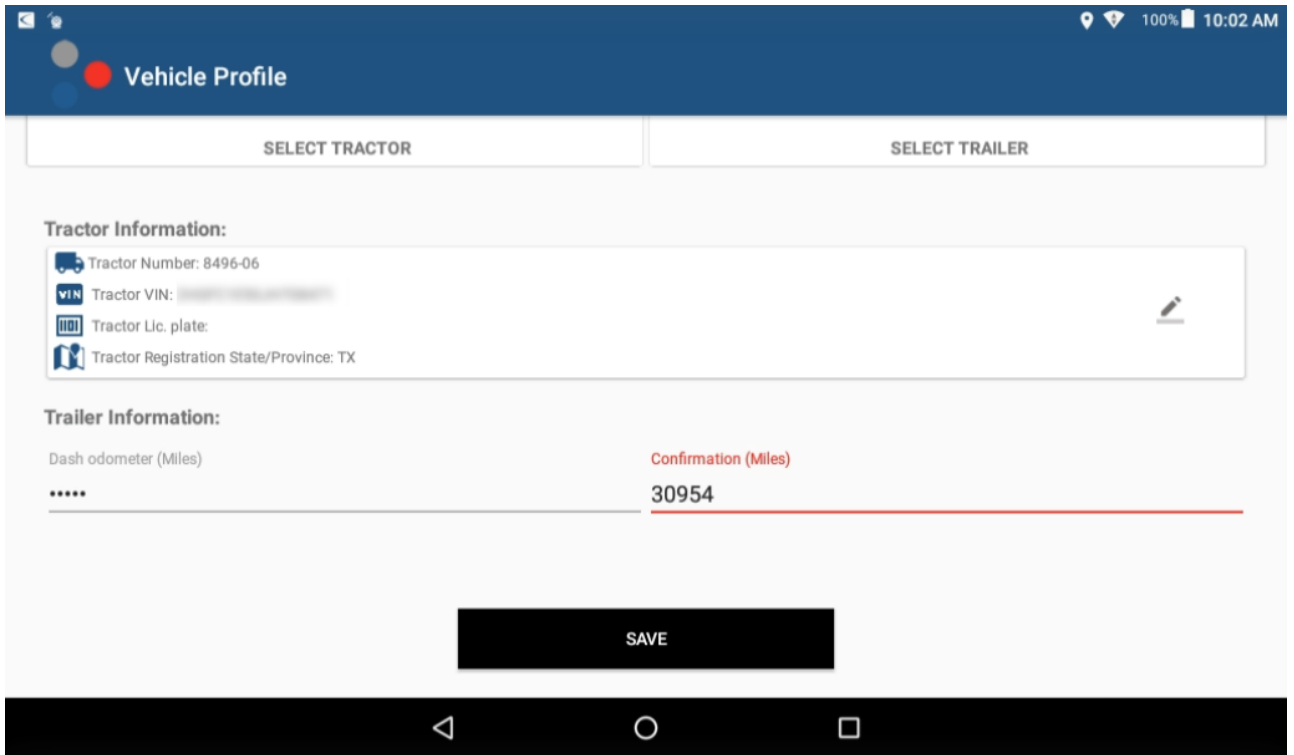 100% 10:02 AM
Vehicle Profile
SELECT TRACTOR
SELECT TRAILER
Tractor Information:
Tractor Number: 8496-06
VIN Tractor VIN:
Tractor Lic. plate:
Tractor Registration State/Province: TX
Trailer Information:
Dash odometer (Miles)
Confirmation (Miles)
•••••
30954
SAVE